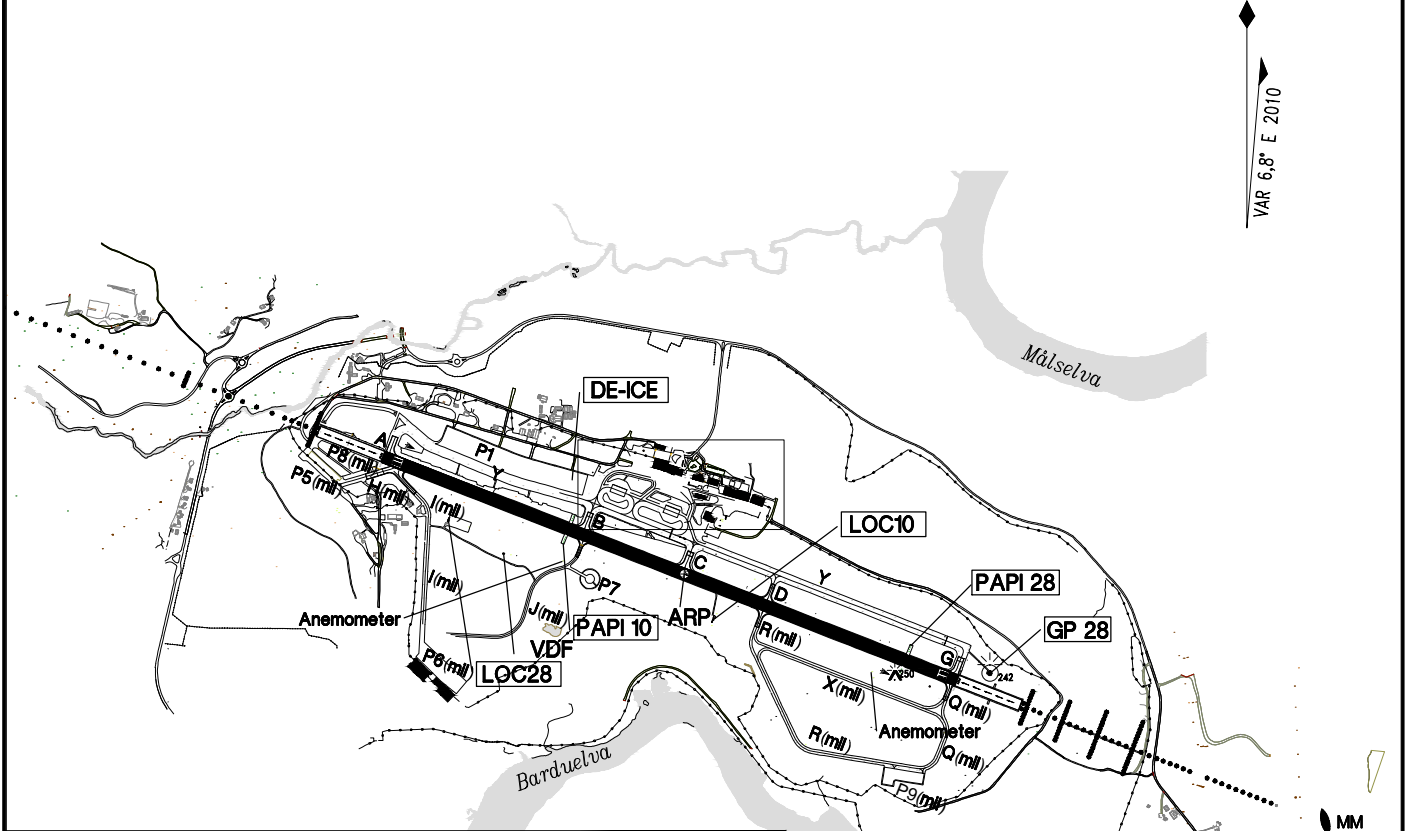 VAR 6,8° E 2010
Målselva
DE-ICE
A
P1
P8(mil)
Y
P5(mil)
H(mil)
I(mil)
B
LOC10
C
Y
PAPI 28
I(mil)
P7
D
Anemometer
J(mil)
PAPI 10
ARP
GP 28
R(mil)
VDF
P6(mil)
LOC28
G
250
242
X(mil)
Q(mil)
Anemometer
R(mil)
Barduelva
Q(mil)
P9(mil)
MM